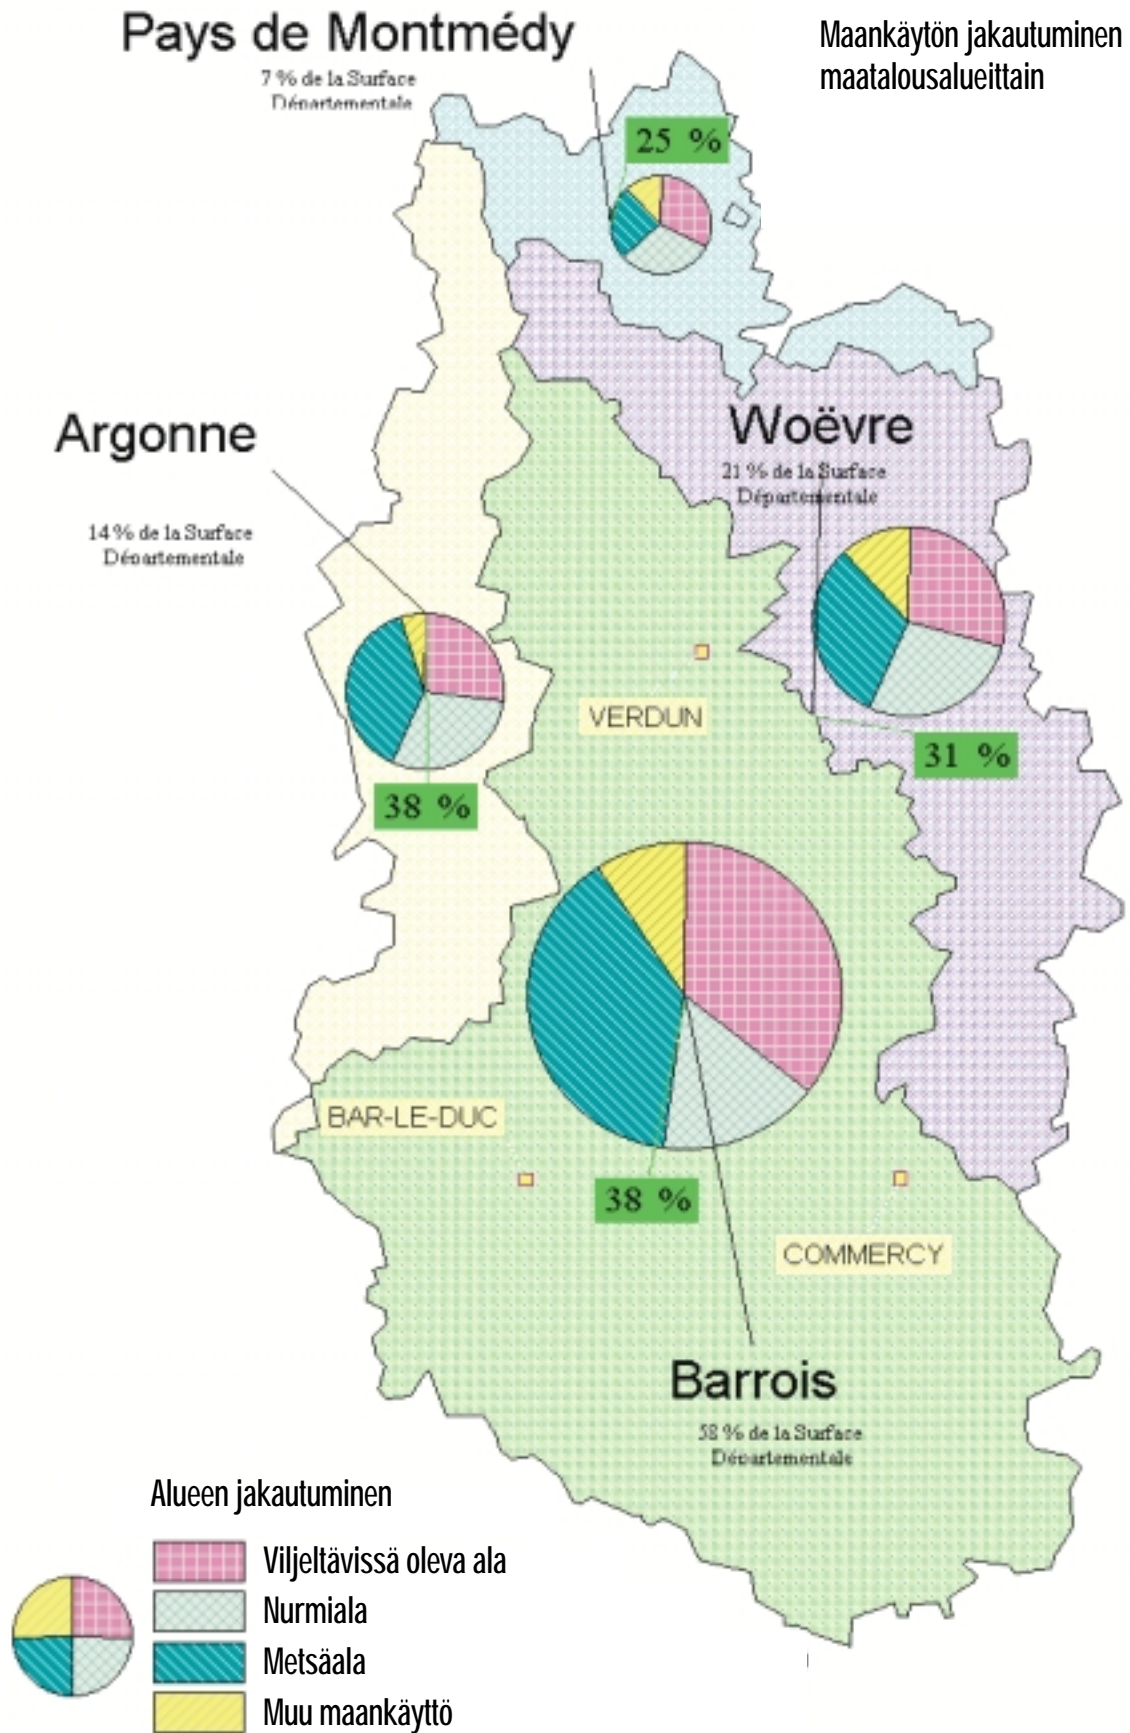 Pays de Montmédy
7 % de la Surface
Départementale
Maankäytön jakautuminen
maatalousalueittain
25 %
Argonne
14 % de la Surface
Départementale
Woëvre
21 % de la Surface
Départementale
VERDUN
31 %
38 %
BAR-LE-DUC
38 %
COMMERCY
Barrois
58 % de la Surface
Départementale
Alueen jakautuminen
Viljeltävissä oleva ala
Nurmiala
Metsäala
Muu maankäyttö